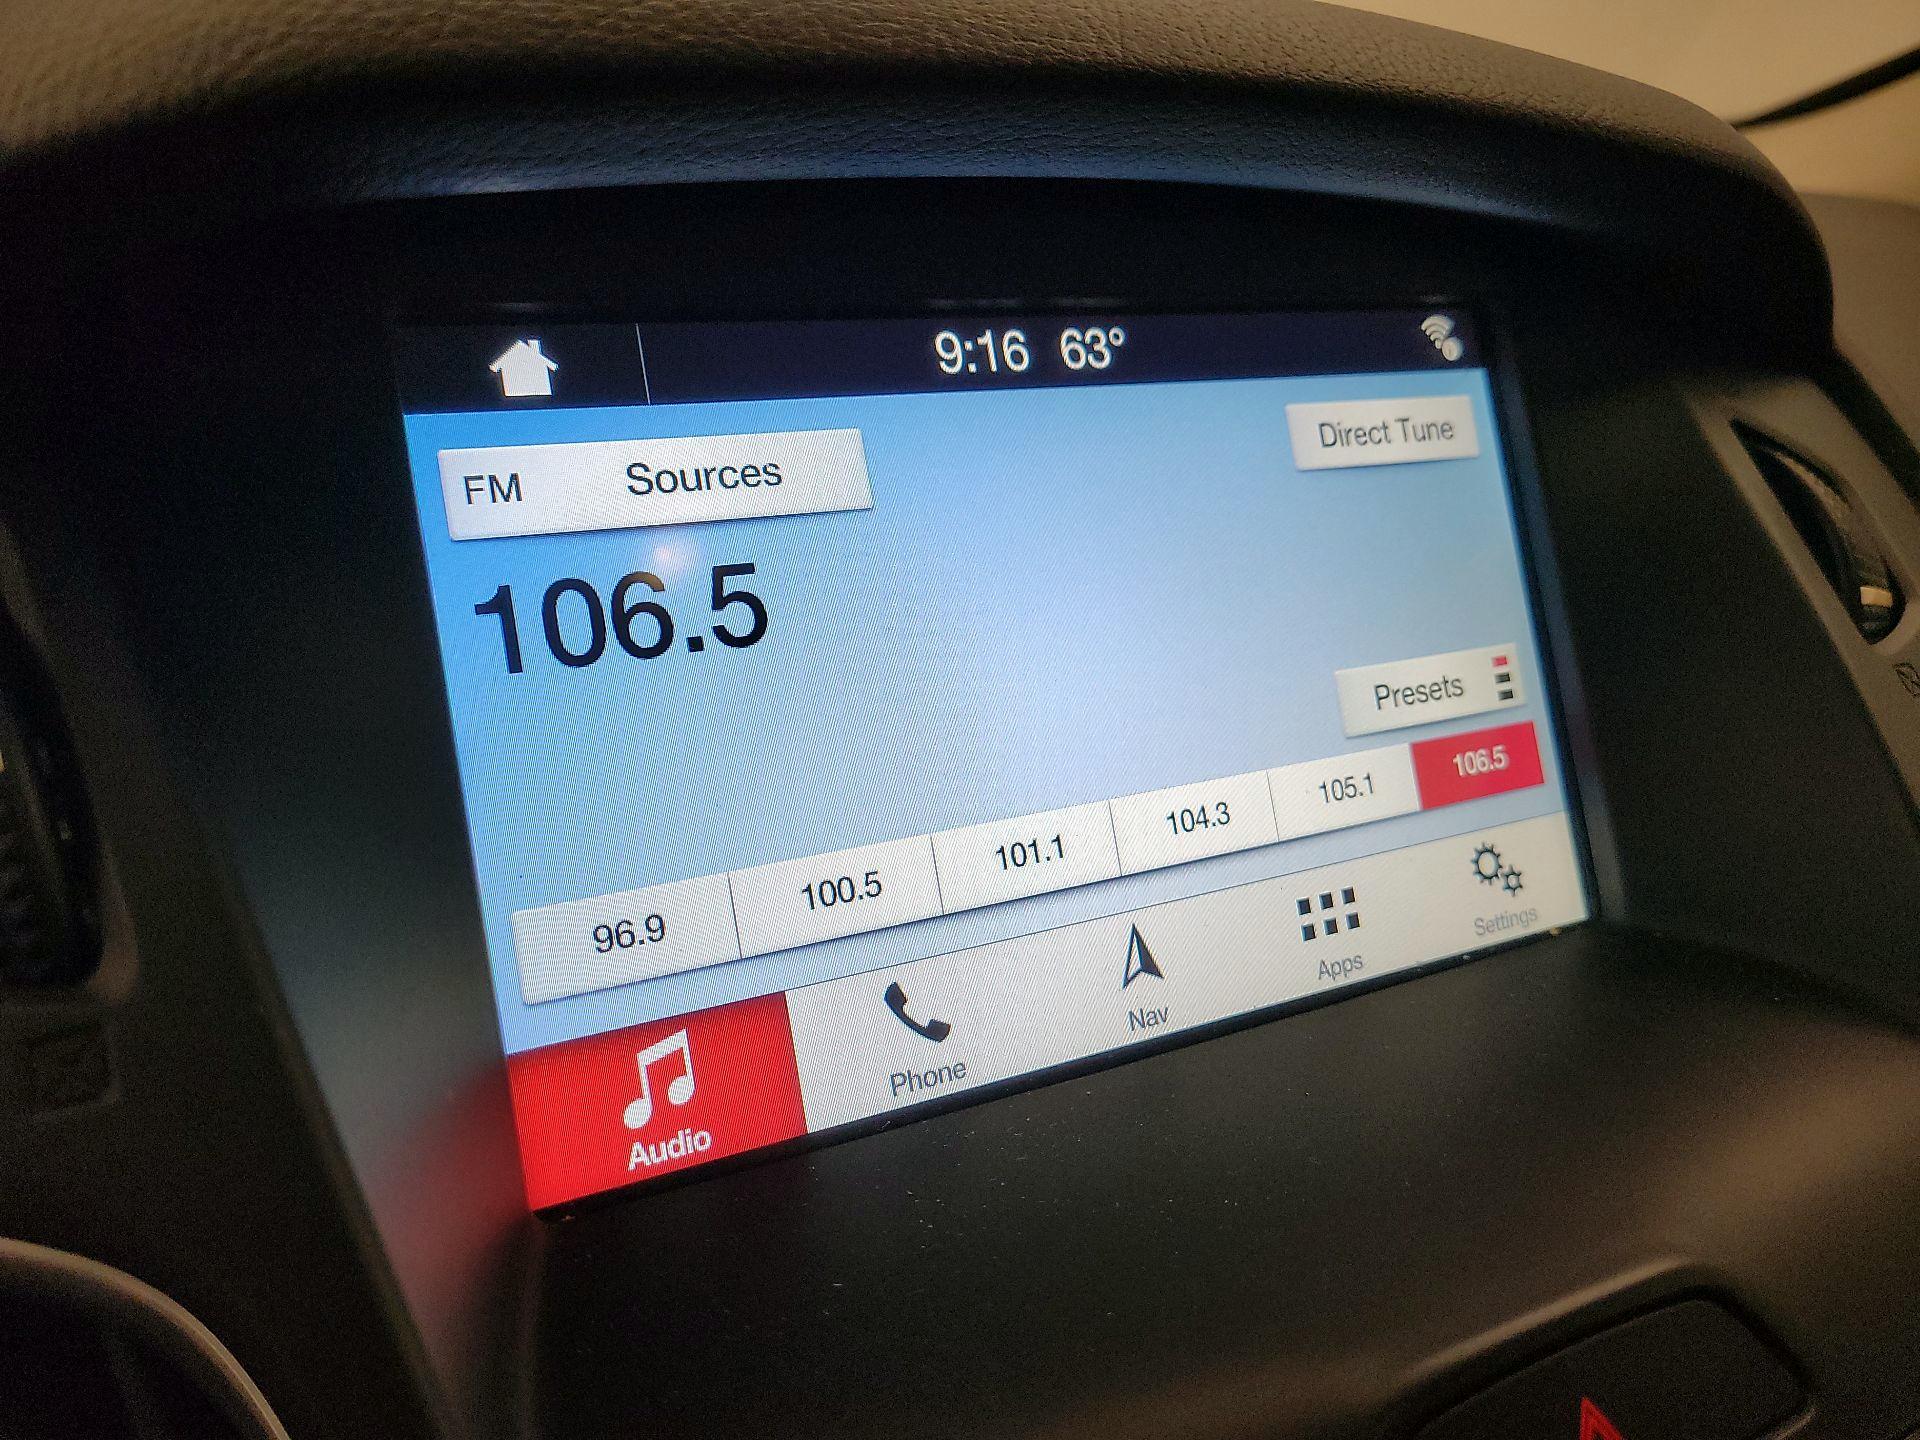 9:16 63°
FM Sources
Direct Tune
106.5
Presets
96.9 100.5 101.1 104.3 105.1 106.5
Audio Phone Nav Apps Settings